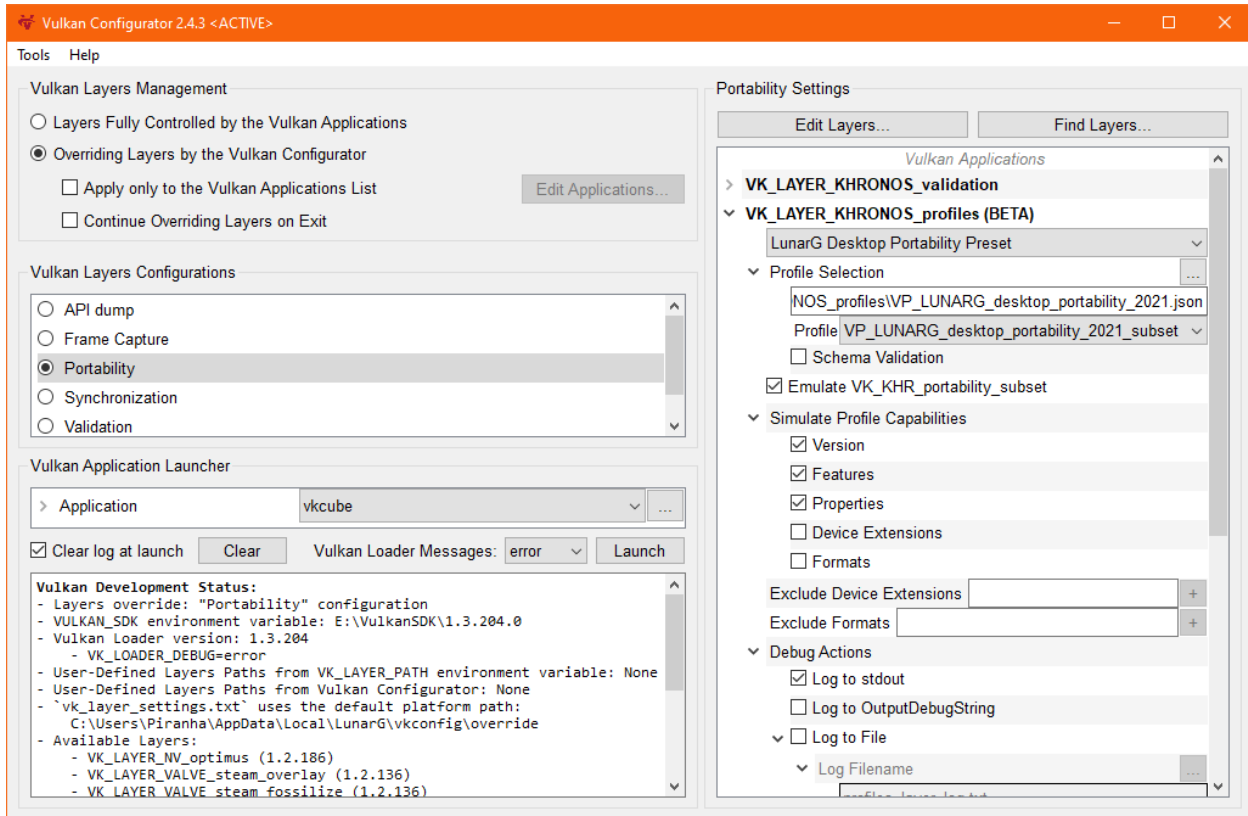 Vulkan Configurator 2.4.3 <ACTIVE>
Tools Help
Vulkan Layers Management
Layers Fully Controlled by the Vulkan Applications
Overriding Layers by the Vulkan Configurator
Apply only to the Vulkan Applications List
Edit Applications...
Continue Overriding Layers on Exit
Vulkan Layers Configurations
API dump
Frame Capture
Portability
Synchronization
Validation
Vulkan Application Launcher
Application vkcube ...
Clear log at launch Clear Vulkan Loader Messages: error Launch
Vulkan Development Status:
- Layers override: "Portability" configuration
- VULKAN_SDK environment variable: E:\VulkanSDK\1.3.204.0
- Vulkan Loader version: 1.3.204
- VK_LOADER_DEBUG=error
- User-Defined Layers Paths from VK_LAYER_PATH environment variable: None
- User-Defined Layers Paths from Vulkan Configurator: None
- `vk_layer_settings.txt` uses the default platform path:
C:\Users\Piranha\AppData\Local\LunarG\vkconfig\override
- Available Layers:
- VK_LAYER_NV_optimus (1.2.186)
- VK_LAYER_VALVE_steam_overlay (1.2.136)
- VK_LAYER_VALVE_steam_fossilize (1.2.136)
Portability Settings
Edit Layers... Find Layers...
Vulkan Applications
VK_LAYER_KHRONOS_validation
VK_LAYER_KHRONOS_profiles (BETA)
LunarG Desktop Portability Preset
Profile Selection ...
NOS_profiles\VP_LUNARG_desktop_portability_2021.json
Profile VP_LUNARG_desktop_portability_2021_subset
Schema Validation
Emulate VK_KHR_portability_subset
Simulate Profile Capabilities
Version
Features
Properties
Device Extensions
Formats
Exclude Device Extensions +
Exclude Formats +
Debug Actions
Log to stdout
Log to OutputDebugString
Log to File
Log Filename ...